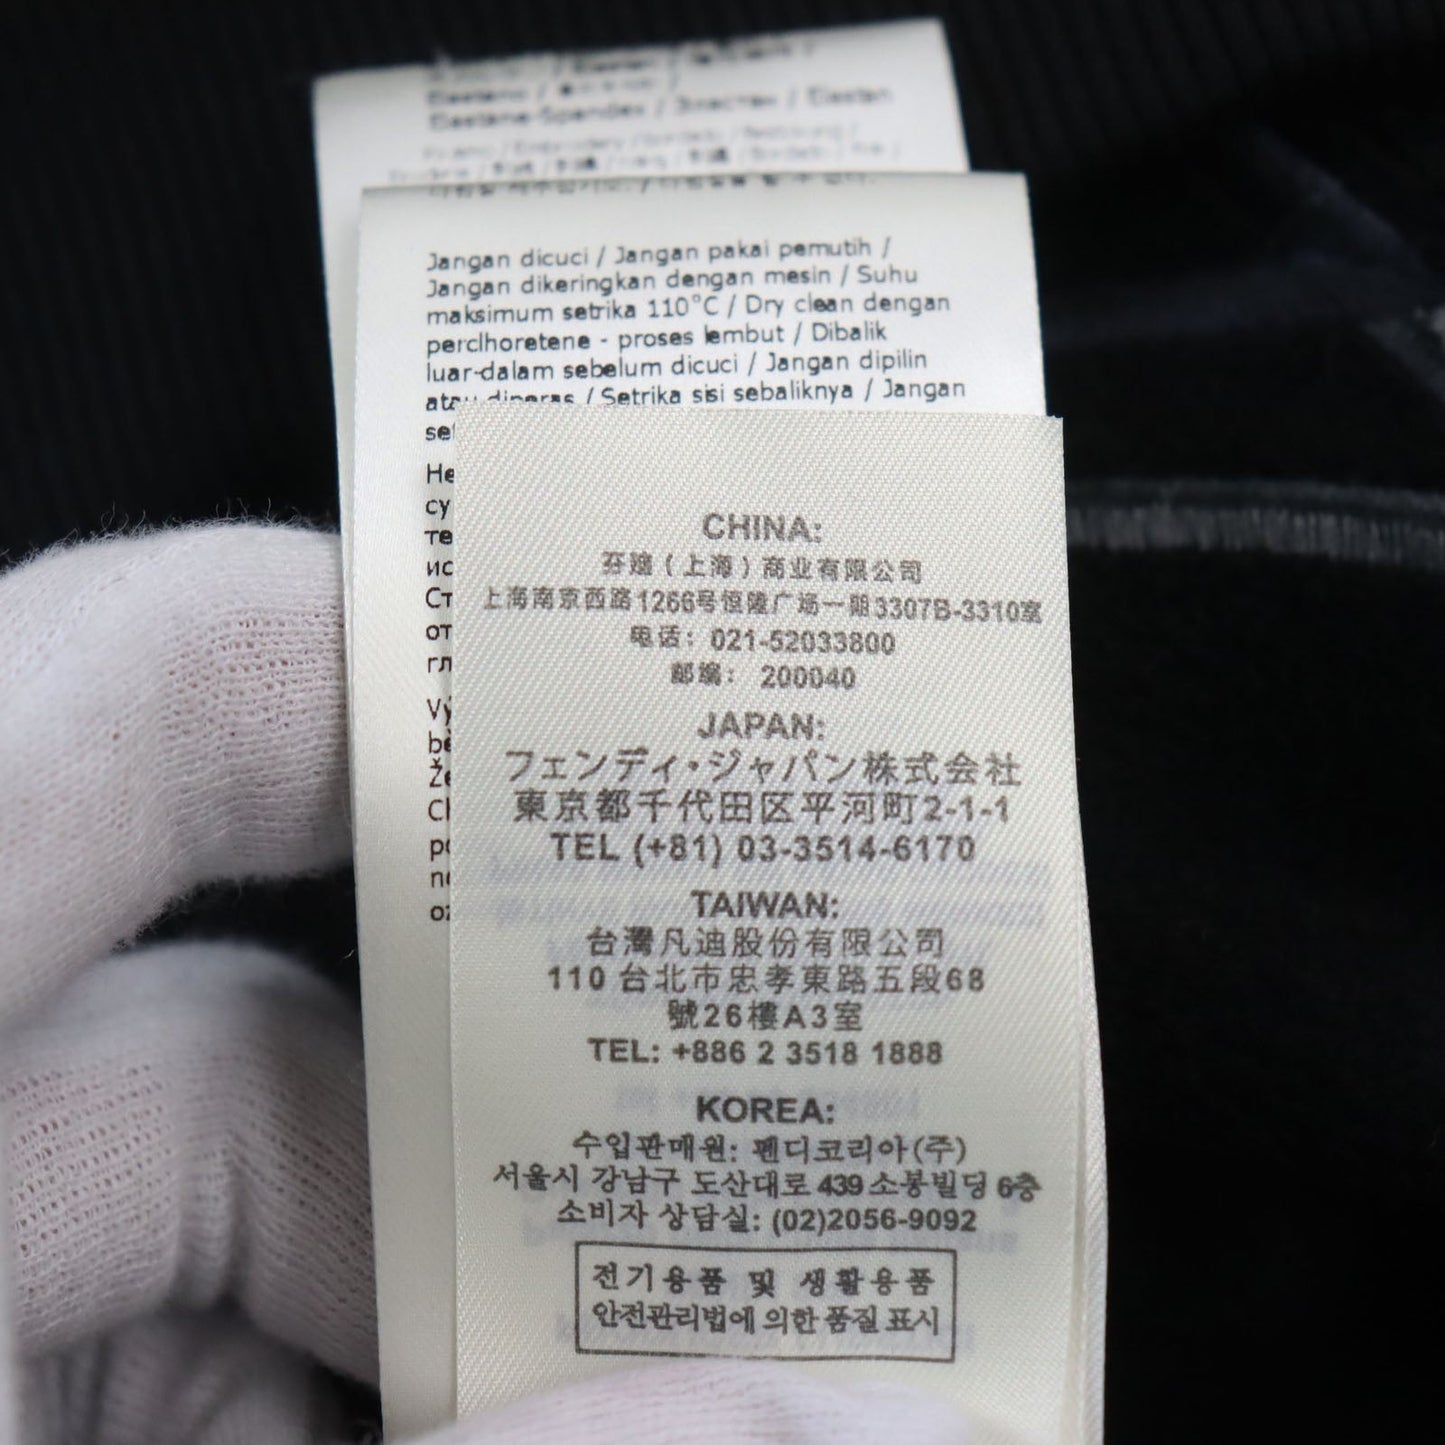 Elastane-Spandex / Эластан / Elastan
Jangan dicuci / Jangan pakai pemutih /
Jangan dikeringkan dengan mesin / Suhu
maksimum setrika 110°C / Dry clean dengan
perclhoretene - proses lembut / Dibalik
luar-dalam sebelum dicuci / Jangan dipilin
atau diperas / Setrika sisi sebaliknya / Jangan
CHINA:
芬迪（上海）商业有限公司
上海南京西路1266号恒隆广场一期3307B-3310室
电话：021-52033800
邮编：200040
JAPAN:
フェンディ・ジャパン株式会社
東京都千代田区平河町2-1-1
TEL (+81) 03-3514-6170
TAIWAN:
台灣凡迪股份有限公司
110 台北市忠孝東路五段68
號26樓A3室
TEL: +886 2 3518 1888
KOREA:
수입판매원: 펜디코리아(주)
서울시 강남구 도산대로 439 소봉빌딩 6층
소비자 상담실: (02)2056-9092
전기용품 및 생활용품
안전관리법에 의한 품질 표시